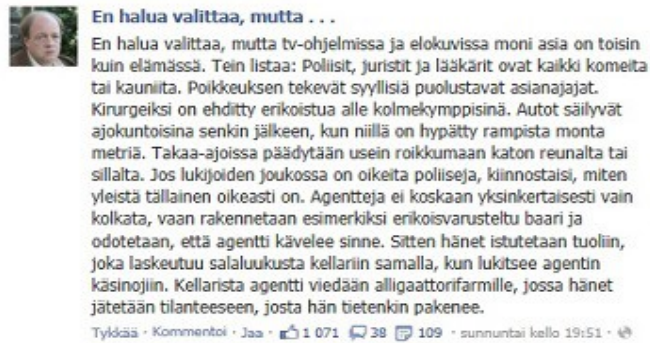 En halua valittaa, mutta . . .
En halua valittaa, mutta tv-ohjelmissa ja elokuvissa moni asia on toisin
kuin elämässä. Tein listaa: Poliisit, juristit ja lääkärit ovat kaikki komeita
tai kauniita. Poikkeuksen tekevät syyllisiä puolustavat asianajajat.
Kirurgeiksi on ehditty erikoistua alle kolmekymppisinä. Autot säilyvät
ajokuntoisina senkin jälkeen, kun niillä on hypätty rampista monta
metriä. Takaa-ajoissa päädytään usein roikkumaan katon reunalta tai
sillalta. Jos lukijoiden joukossa on oikeita poliiseja, kiinnostaisi, miten
yleistä tällainen oikeasti on. Agentteja ei koskaan yksinkertaisesti vain
kolkata, vaan rakennetaan esimerkiksi erikoisvarusteltu baari ja
odotetaan, että agentti kävelee sinne. Sitten hänet istutetaan tuoliin,
joka laskeutuu salaluukusta kellariin samalla, kun lukitsee agentin
käsinojiin. Kellarista agentti viedään alligaattorifarmille, jossa hänet
jätetään tilanteeseen, josta hän tietenkin pakenee.
Tykkää · Kommentoi · Jaa · 1 071 38 109 · sunnuntai kello 19:51 ·